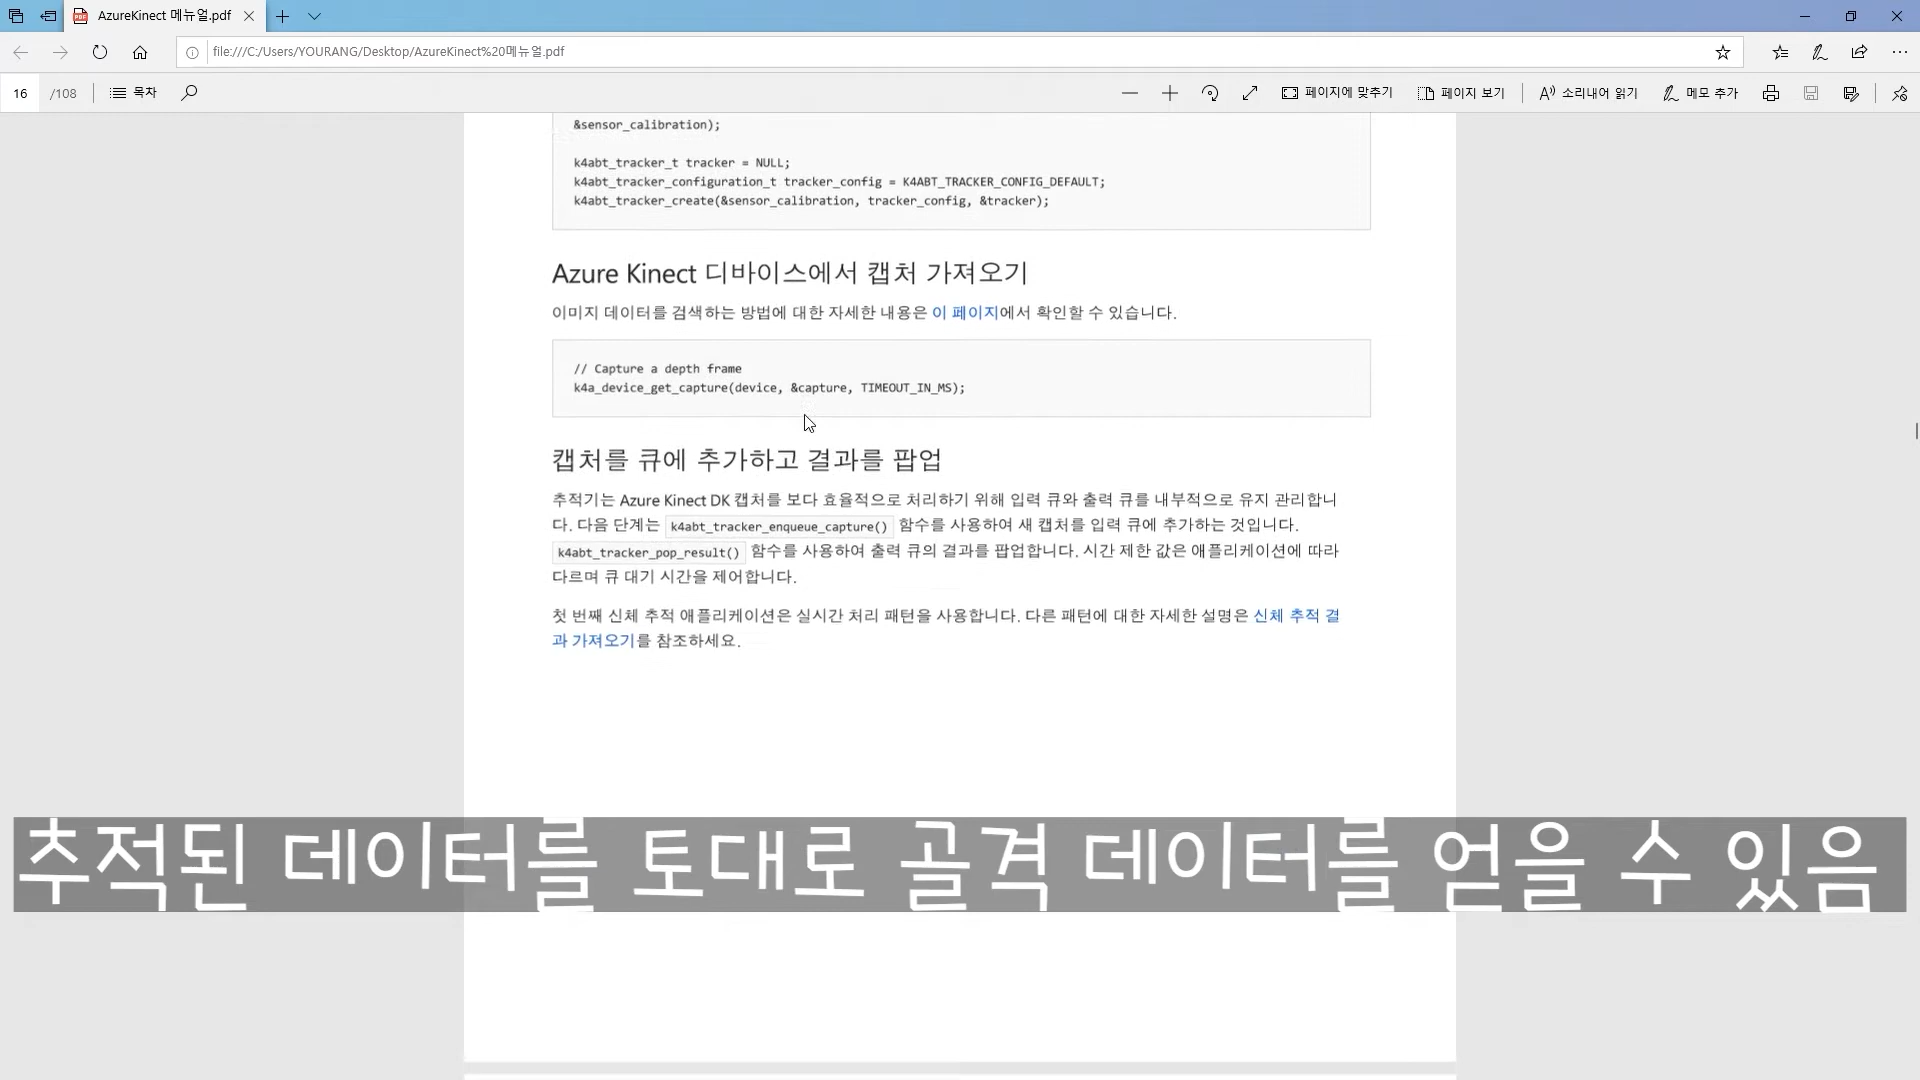 AzureKinect 메뉴얼.pdf
file:///C:/Users/YOURANG/Desktop/AzureKinect%20메뉴얼.pdf
16 /108 목차 페이지에 맞추기 페이지 보기 소리내어 읽기 메모 추가
&sensor_calibration);
k4abt_tracker_t tracker = NULL;
k4abt_tracker_configuration_t tracker_config = K4ABT_TRACKER_CONFIG_DEFAULT;
k4abt_tracker_create(&sensor_calibration, tracker_config, &tracker);
Azure Kinect 디바이스에서 캡처 가져오기
이미지 데이터를 검색하는 방법에 대한 자세한 내용은 이 페이지에서 확인할 수 있습니다.
// Capture a depth frame
k4a_device_get_capture(device, &capture, TIMEOUT_IN_MS);
캡처를 큐에 추가하고 결과를 팝업
추적기는 Azure Kinect DK 캡처를 보다 효율적으로 처리하기 위해 입력 큐와 출력 큐를 내부적으로 유지 관리합니
다. 다음 단계는 k4abt_tracker_enqueue_capture() 함수를 사용하여 새 캡처를 입력 큐에 추가하는 것입니다.
k4abt_tracker_pop_result() 함수를 사용하여 출력 큐의 결과를 팝업합니다. 시간 제한 값은 애플리케이션에 따라
다르며 큐 대기 시간을 제어합니다.
첫 번째 신체 추적 애플리케이션은 실시간 처리 패턴을 사용합니다. 다른 패턴에 대한 자세한 설명은 신체 추적 결
과 가져오기를 참조하세요.
추적된 데이터를 토대로 골격 데이터를 얻을 수 있음